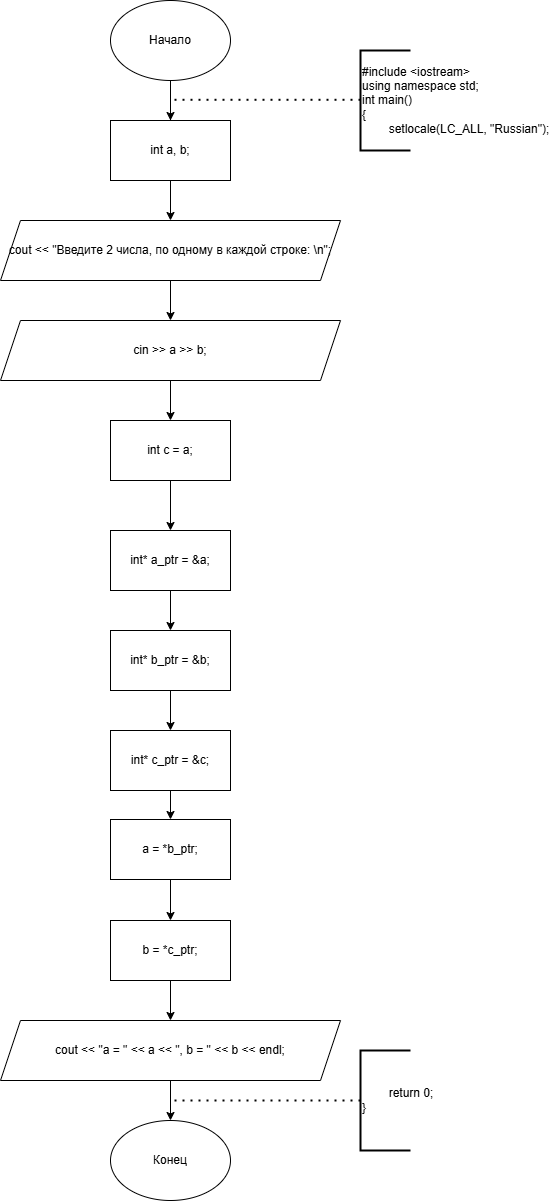 Начало
#include <iostream>
using namespace std;
int main()
{
setlocale(LC_ALL, "Russian");
int a, b;
cout << "Введите 2 числа, по одному в каждой строке: \n";
cin >> a >> b;
int c = a;
int* a_ptr = &a;
int* b_ptr = &b;
int* c_ptr = &c;
a = *b_ptr;
b = *c_ptr;
cout << "a = " << a << ", b = " << b << endl;
return 0;
}
Конец